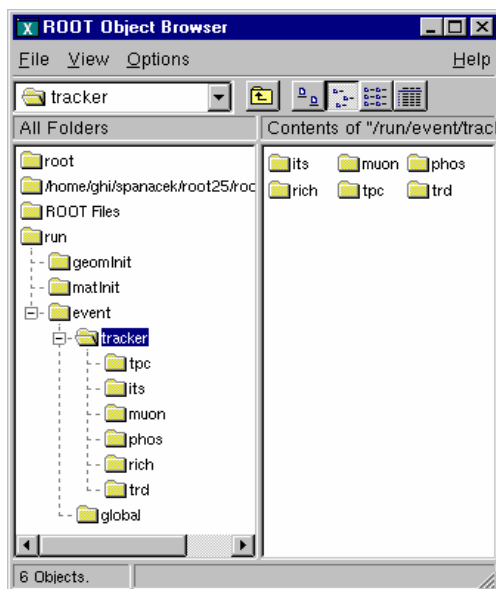 ROOT Object Browser
File View Options Help
tracker
All Folders
Contents of "/run/event/track
root
/home/ghi/spanacek/root25/roo
ROOT Files
run
geomInit
matInit
event
tracker
tpc
its
muon
phos
rich
trd
global
its muon phos
rich tpc trd
6 Objects.